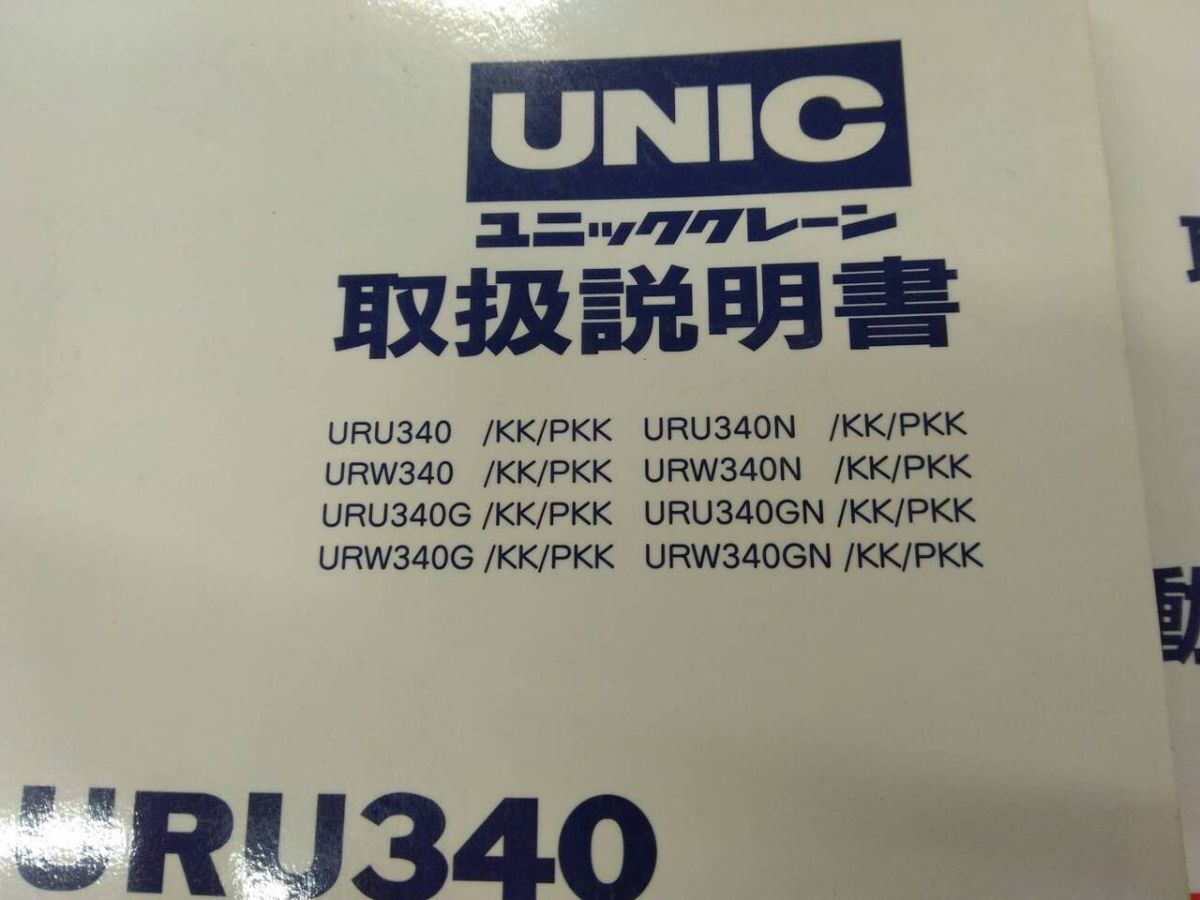 UNIC
ユニッククレーン
取扱説明書
URU340 /KK/PKK URU340N /KK/PKK
URW340 /KK/PKK URW340N /KK/PKK
URU340G /KK/PKK URU340GN /KK/PKK
URW340G /KK/PKK URW340GN /KK/PKK
URU340